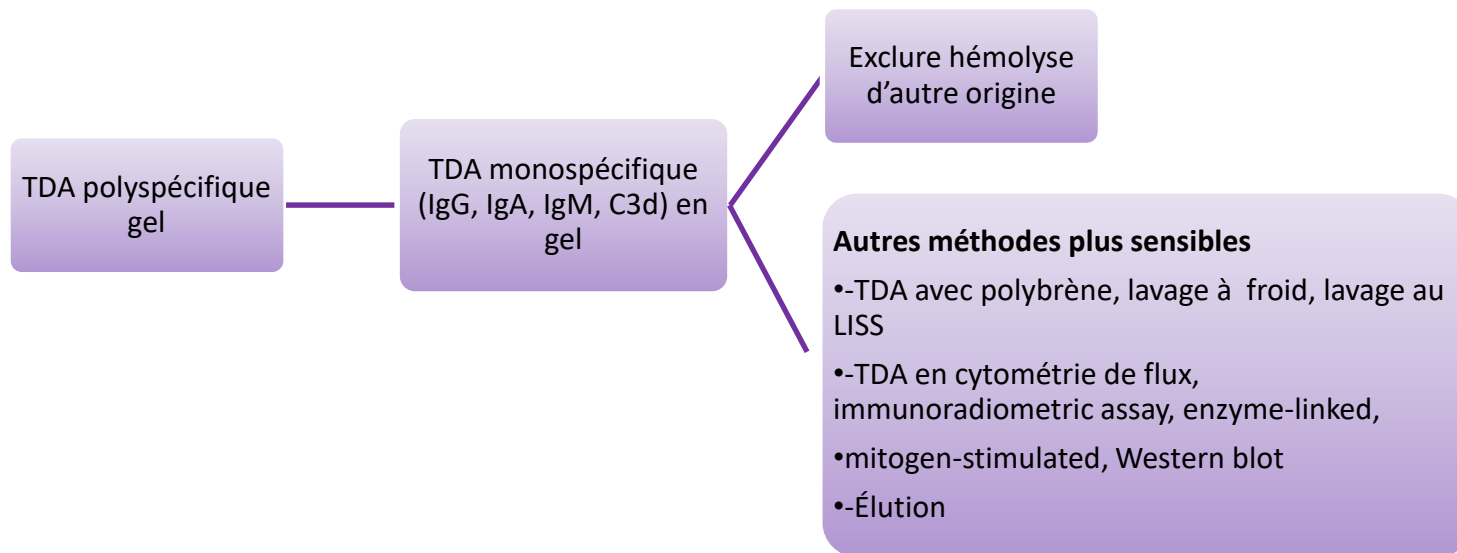 TDA polyspécifique
gel
TDA monospécifique
(IgG, IgA, IgM, C3d) en
gel
Exclure hémolyse
d’autre origine
Autres méthodes plus sensibles
•-TDA avec polybrène, lavage à  froid, lavage au
LISS
•-TDA en cytométrie de flux,
immunoradiometric assay, enzyme-linked,
•mitogen-stimulated, Western blot
•-Élution